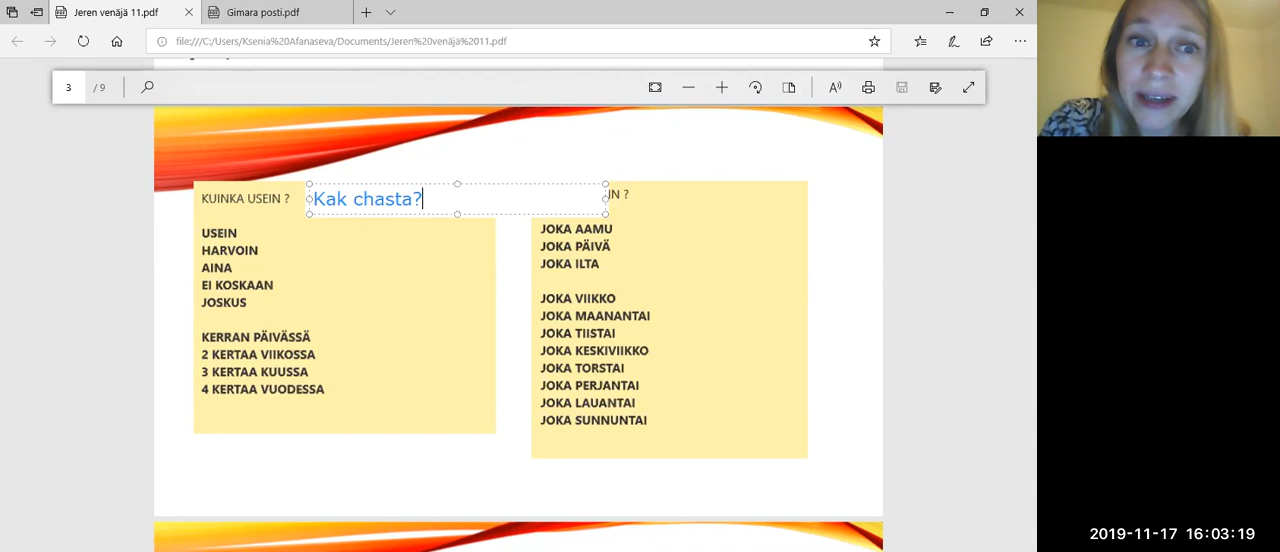 Jeren venäjä 11.pdf
Gimara posti.pdf
file:///C:/Users/Ksenia%20Afanaseva/Documents/Jeren%20venäjä%2011.pdf
3 / 9
KUINKA USEIN ?
Kak chasta?
IN ?
USEIN
HARVOIN
AINA
EI KOSKAAN
JOSKUS
KERRAN PÄIVÄSSÄ
2 KERTAA VIIKOSSA
3 KERTAA KUUSSA
4 KERTAA VUODESSA
JOKA AAMU
JOKA PÄIVÄ
JOKA ILTA
JOKA VIIKKO
JOKA MAANANTAI
JOKA TIISTAI
JOKA KESKIVIIKKO
JOKA TORSTAI
JOKA PERJANTAI
JOKA LAUANTAI
JOKA SUNNUNTAI
2019-11-17 16:03:19